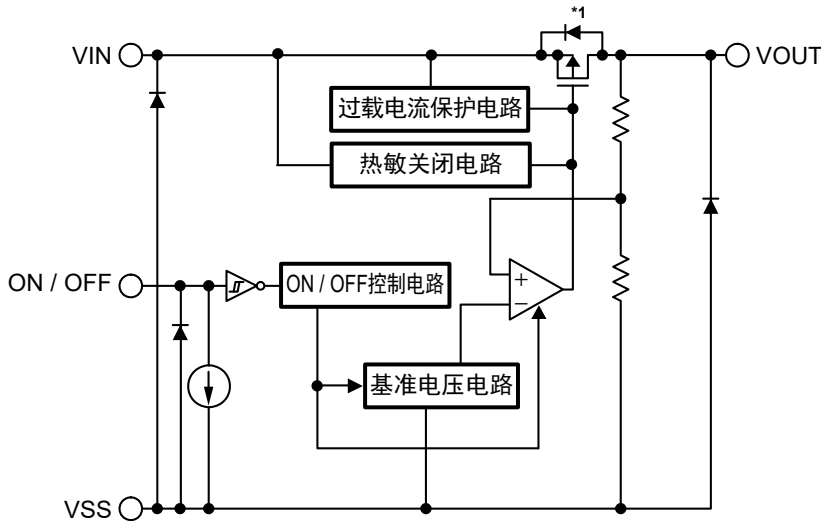 *1
VIN
VOUT
过载电流保护电路
热敏关闭电路
ON / OFF
ON / OFF控制电路
+
−
基准电压电路
VSS